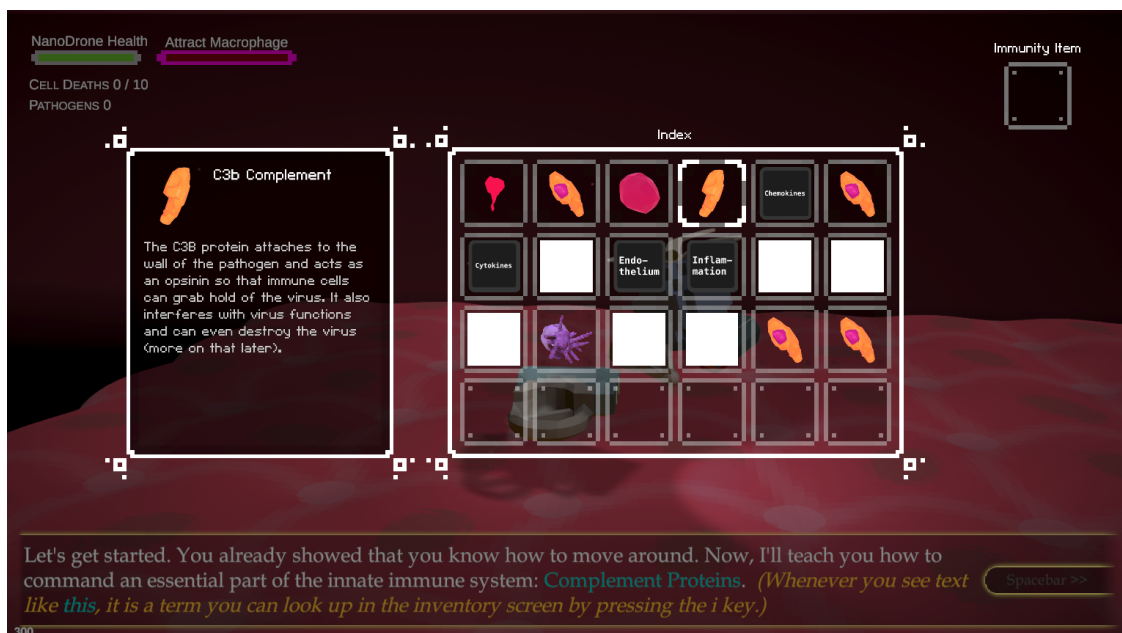 NanoDrone Health
Attract Macrophage
Immunity Item
CELL DEATHS 0 / 10
PATHOGENS 0
Index
C3b Complement
The C3B protein attaches to the
wall of the pathogen and acts as
an opsinin so that immune cells
can grab hold of the virus. It also
interferes with virus functions
and can even destroy the virus
(more on that later).
Chemokines
Cytokines
Endo-
thelium
Inflam-
mation
Let's get started. You already showed that you know how to move around. Now, I'll teach you how to
command an essential part of the innate immune system: Complement Proteins. (Whenever you see text
like this, it is a term you can look up in the inventory screen by pressing the i key.)
Spacebar >>
300